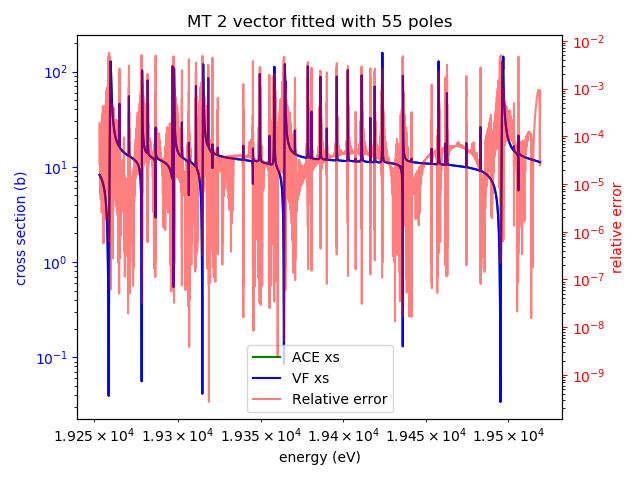 MT 2 vector fitted with 55 poles
cross section (b)
10²
10¹
10⁰
10⁻¹
10⁻²
10⁻³
10⁻⁴
10⁻⁵
10⁻⁶
10⁻⁷
10⁻⁸
10⁻⁹
relative error
ACE xs
VF xs
Relative error
1.925 × 10⁴ 1.93 × 10⁴ 1.935 × 10⁴ 1.94 × 10⁴ 1.945 × 10⁴ 1.95 × 10⁴
energy (eV)